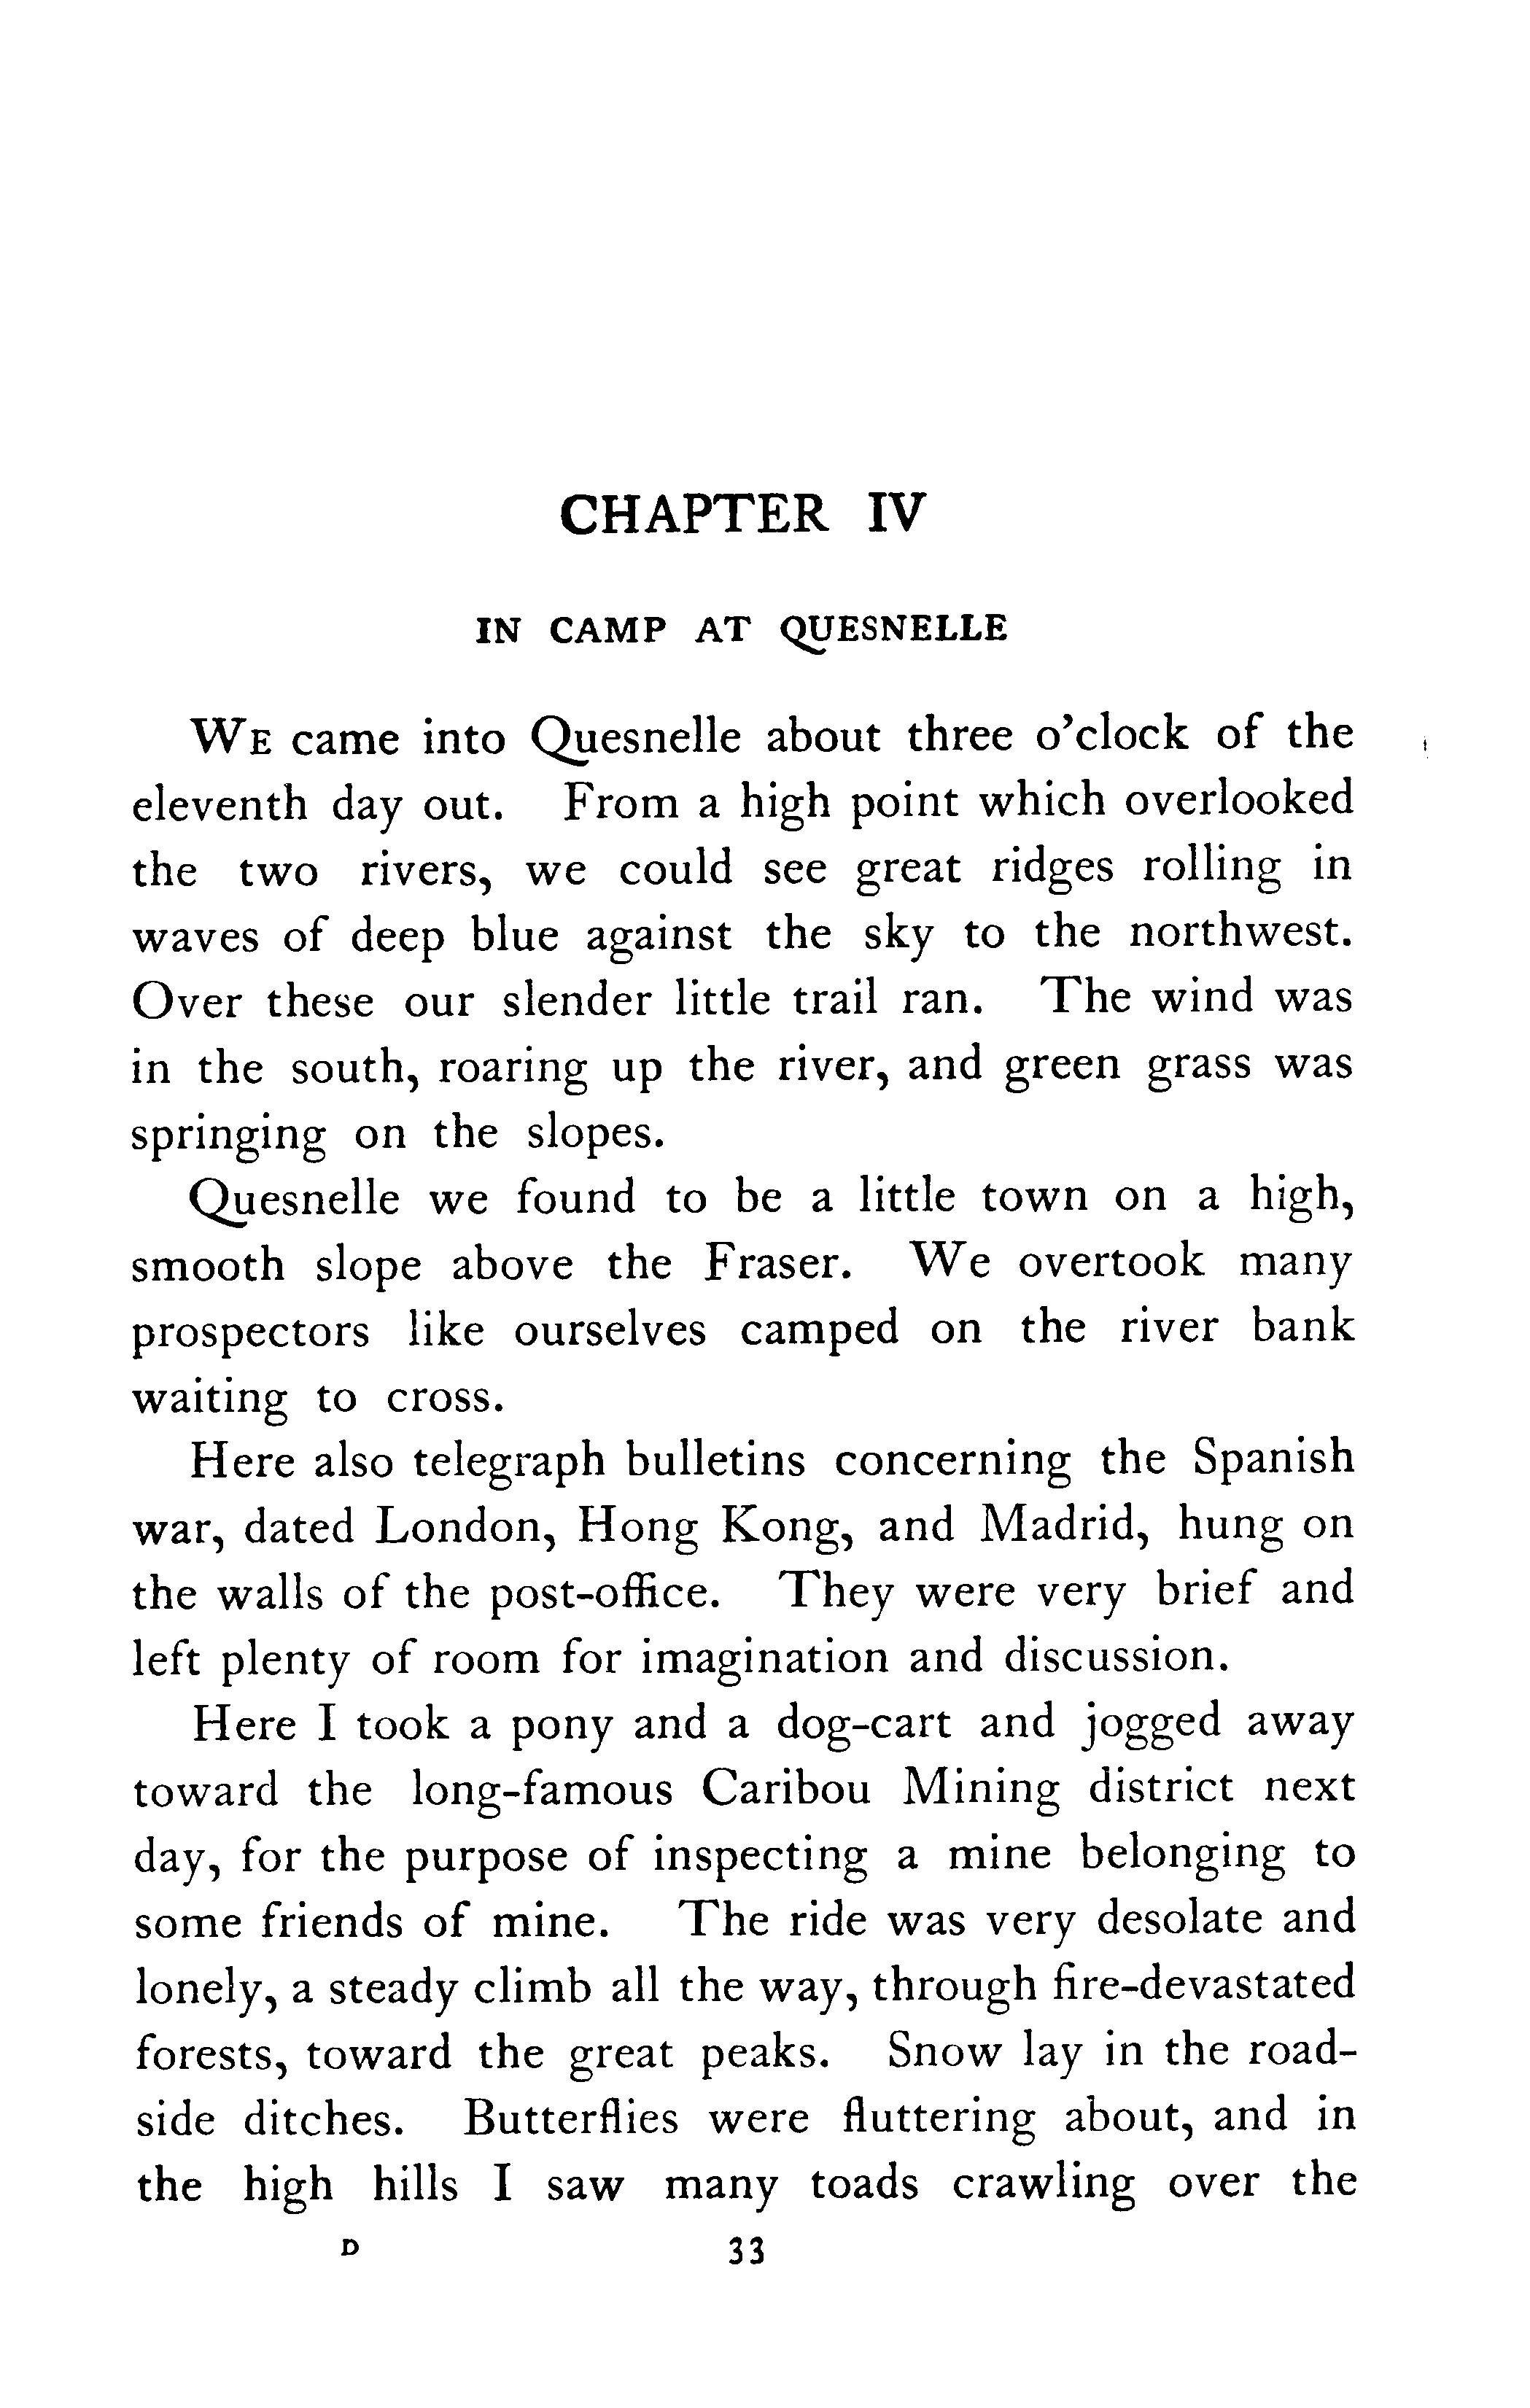 CHAPTER IV
IN CAMP AT QUESNELLE
WE came into Quesnelle about three o'clock of the
eleventh day out. From a high point which overlooked
the two rivers, we could see great ridges rolling in
waves of deep blue against the sky to the northwest.
Over these our slender little trail ran. The wind was
in the south, roaring up the river, and green grass was
springing on the slopes.
Quesnelle we found to be a little town on a high,
smooth slope above the Fraser. We overtook many
prospectors like ourselves camped on the river bank
waiting to cross.
Here also telegraph bulletins concerning the Spanish
war, dated London, Hong Kong, and Madrid, hung on
the walls of the post-office. They were very brief and
left plenty of room for imagination and discussion.
Here I took a pony and a dog-cart and jogged away
toward the long-famous Caribou Mining district next
day, for the purpose of inspecting a mine belonging to
some friends of mine. The ride was very desolate and
lonely, a steady climb all the way, through fire-devastated
forests, toward the great peaks. Snow lay in the road-
side ditches. Butterflies were fluttering about, and in
the high hills I saw many toads crawling over the
D 33